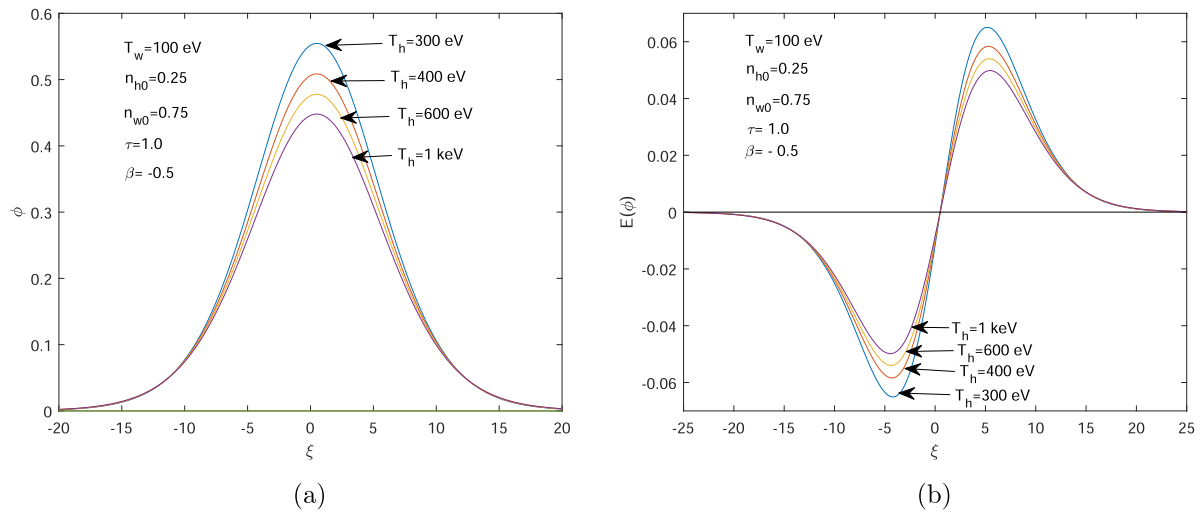 0.6
0.5
0.4
0.3
0.2
0.1
0
ϕ
T_w=100 eV
n_h0=0.25
n_w0=0.75
τ=1.0
β= -0.5
T_h=300 eV
T_h=400 eV
T_h=600 eV
T_h=1 keV
-20 -15 -10 -5 0 5 10 15 20
ξ
(a)
0.06
0.04
0.02
0
-0.02
-0.04
-0.06
E(ϕ)
T_w=100 eV
n_h0=0.25
n_w0=0.75
τ= 1.0
β= - 0.5
T_h=1 keV
T_h=600 eV
T_h=400 eV
T_h=300 eV
-25 -20 -15 -10 -5 0 5 10 15 20 25
ξ
(b)